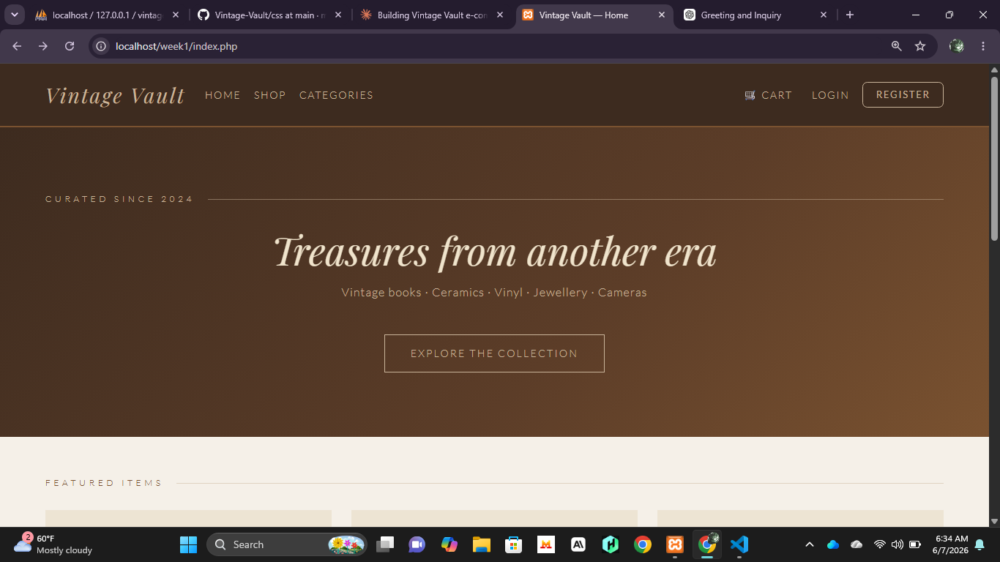 localhost / 127.0.0.1 / vintag
Vintage-Vault/css at main ·
Building Vintage Vault e-con
Vintage Vault — Home
Greeting and Inquiry
localhost/week1/index.php
Vintage Vault
HOME
SHOP
CATEGORIES
CART
LOGIN
REGISTER
CURATED SINCE 2024
Treasures from another era
Vintage books · Ceramics · Vinyl · Jewellery · Cameras
EXPLORE THE COLLECTION
FEATURED ITEMS
2
60°F
Mostly cloudy
Search
6:34 AM
6/7/2026